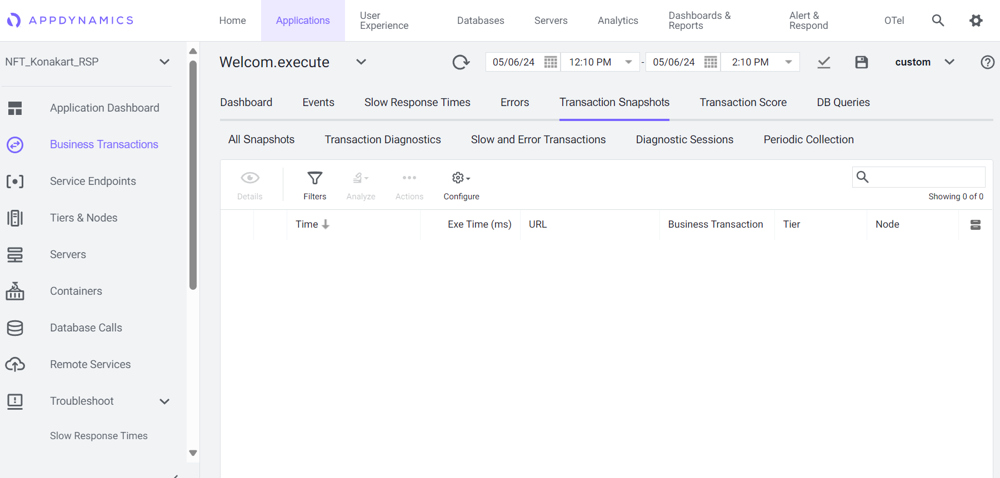 APPDYNAMICS
Home
Applications
User
Experience
Databases
Servers
Analytics
Dashboards &
Reports
Alert &
Respond
OTel
NFT_Konakart_RSP
Welcom.execute
05/06/24
12:10 PM
-
05/06/24
2:10 PM
custom
Application Dashboard
Business Transactions
Service Endpoints
Tiers & Nodes
Servers
Containers
Database Calls
Remote Services
Troubleshoot
Slow Response Times
Dashboard
Events
Slow Response Times
Errors
Transaction Snapshots
Transaction Score
DB Queries
All Snapshots
Transaction Diagnostics
Slow and Error Transactions
Diagnostic Sessions
Periodic Collection
Details
Filters
Analyze
Actions
Configure
Showing 0 of 0
Time
Exe Time (ms)
URL
Business Transaction
Tier
Node